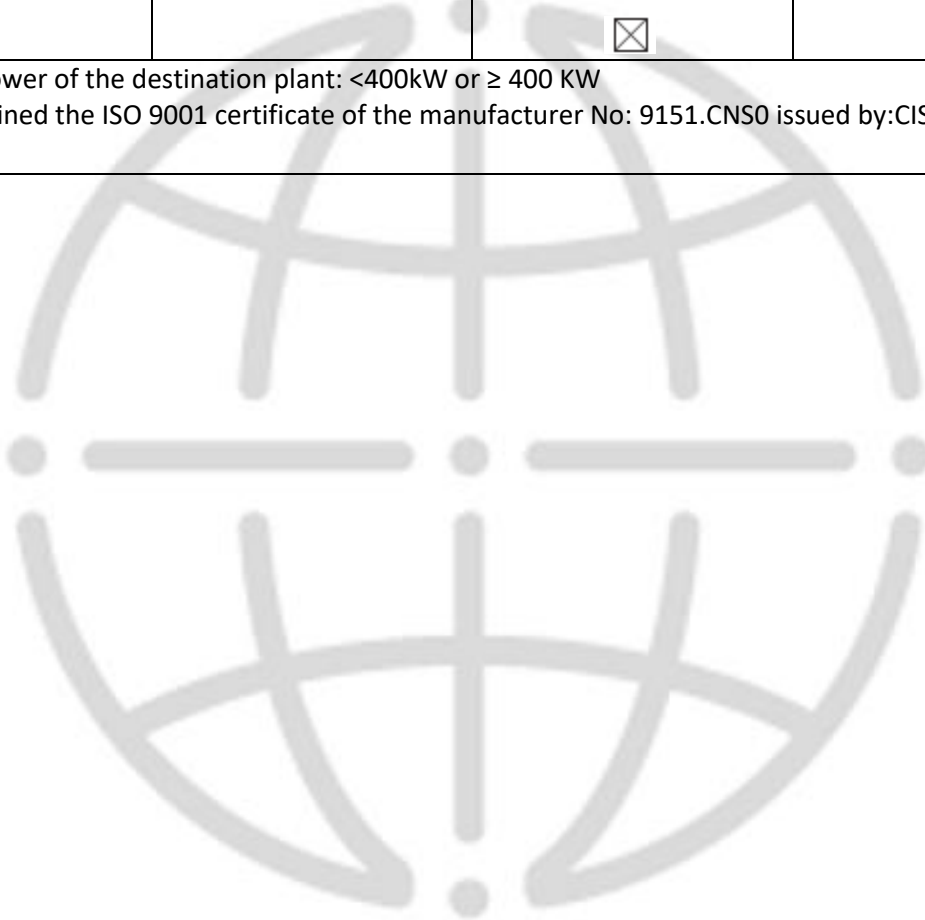 ☒
ower of the destination plant: <400kW or ≥ 400 KW
ined the ISO 9001 certificate of the manufacturer No: 9151.CNS0 issued by:CIS